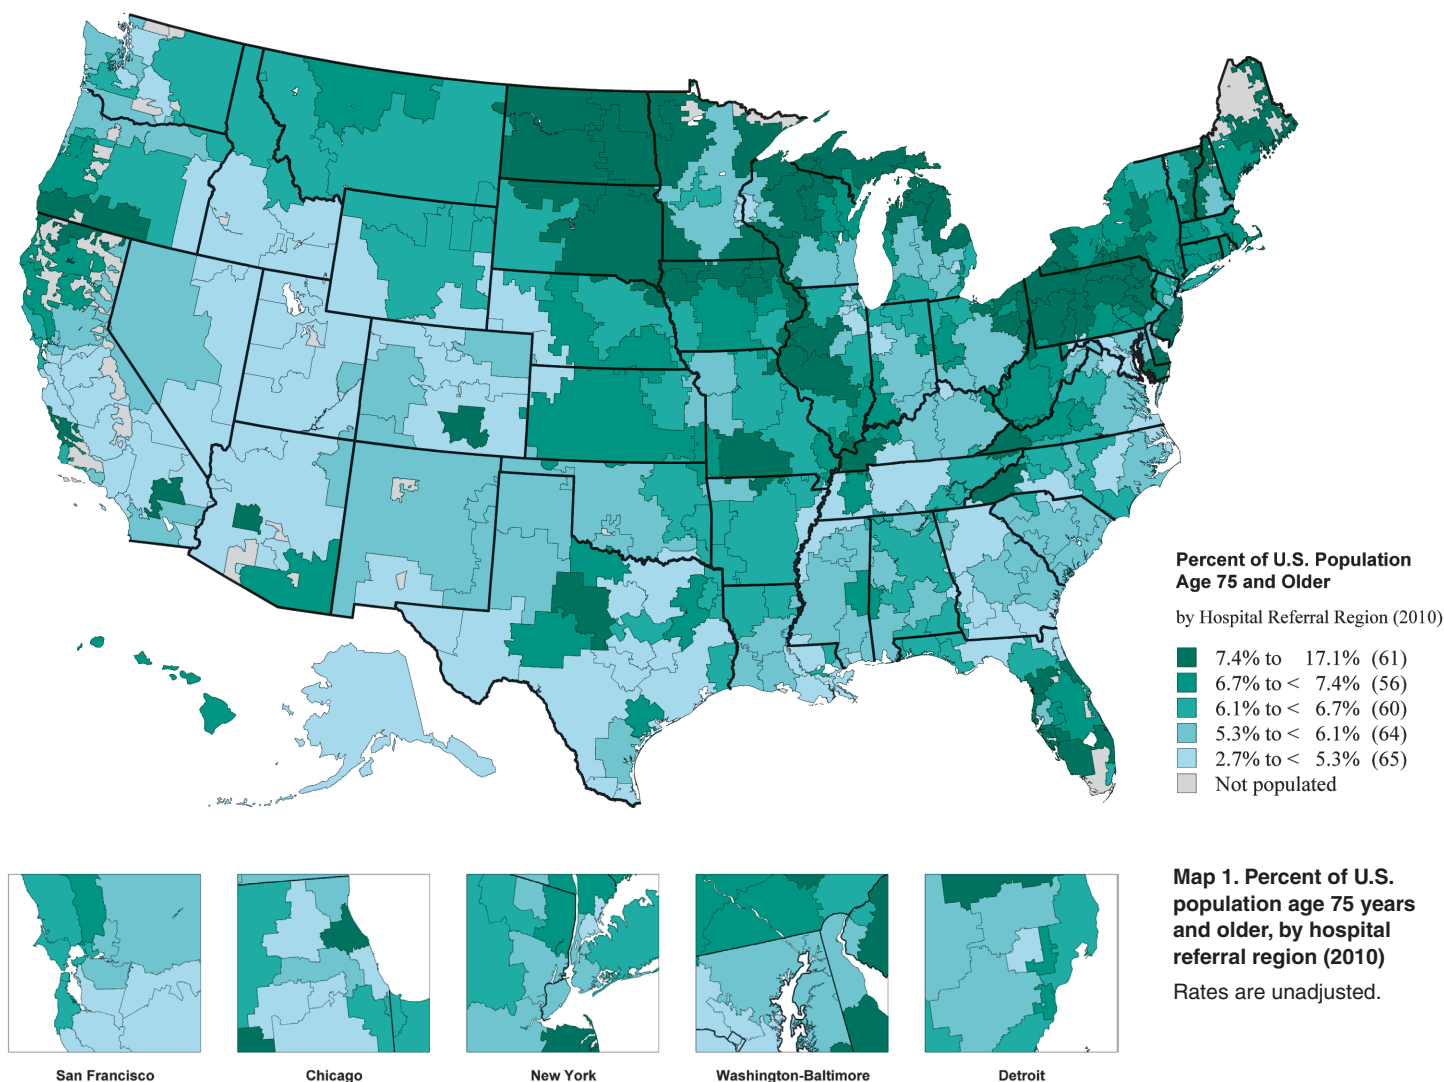 Percent of U.S. Population
Age 75 and Older
by Hospital Referral Region (2010)
7.4% to 17.1% (61)
6.7% to < 7.4% (56)
6.1% to < 6.7% (60)
5.3% to < 6.1% (64)
2.7% to < 5.3% (65)
Not populated
Map 1. Percent of U.S.
population age 75 years
and older, by hospital
referral region (2010)
Rates are unadjusted.
San Francisco
Chicago
New York
Washington-Baltimore
Detroit